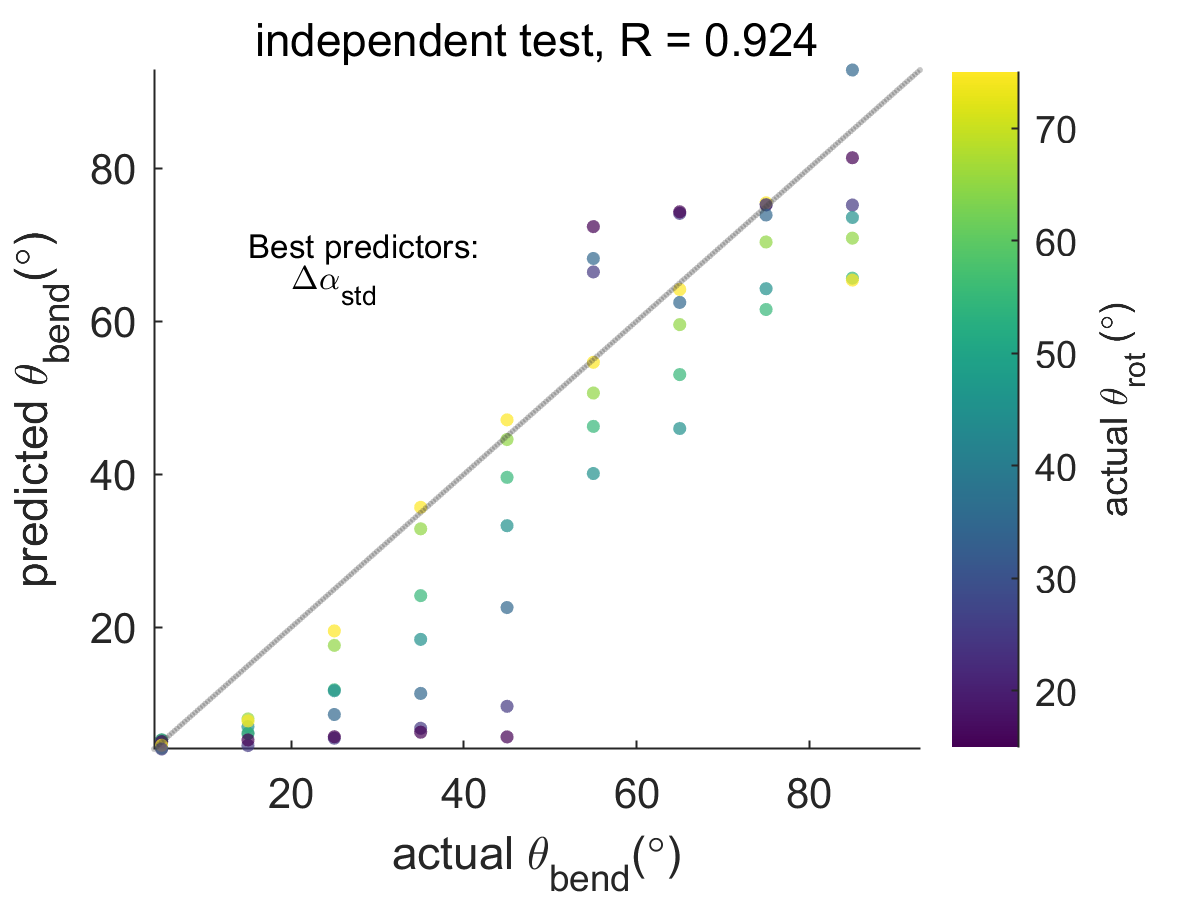 independent test, R = 0.924
Best predictors:
Δα_std
predicted θ_bend(°)
80
60
40
20
20 40 60 80
actual θ_bend(°)
70
60
50
40
30
20
actual θ_rot (°)